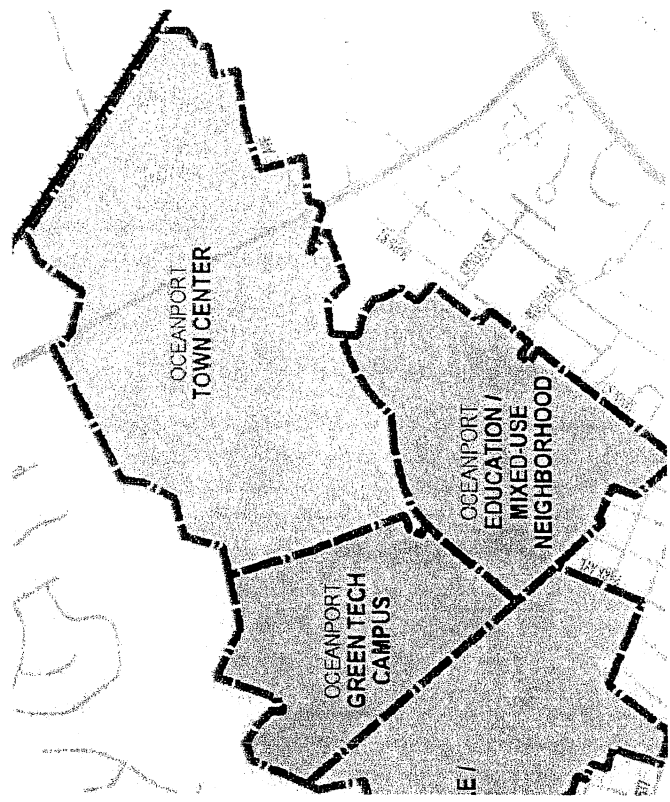 OCEANPORT
TOWN CENTER
OCEANPORT
EDUCATION /
MIXED-USE
NEIGHBORHOOD
OCEANPORT
GREEN TECH
CAMPUS
E /